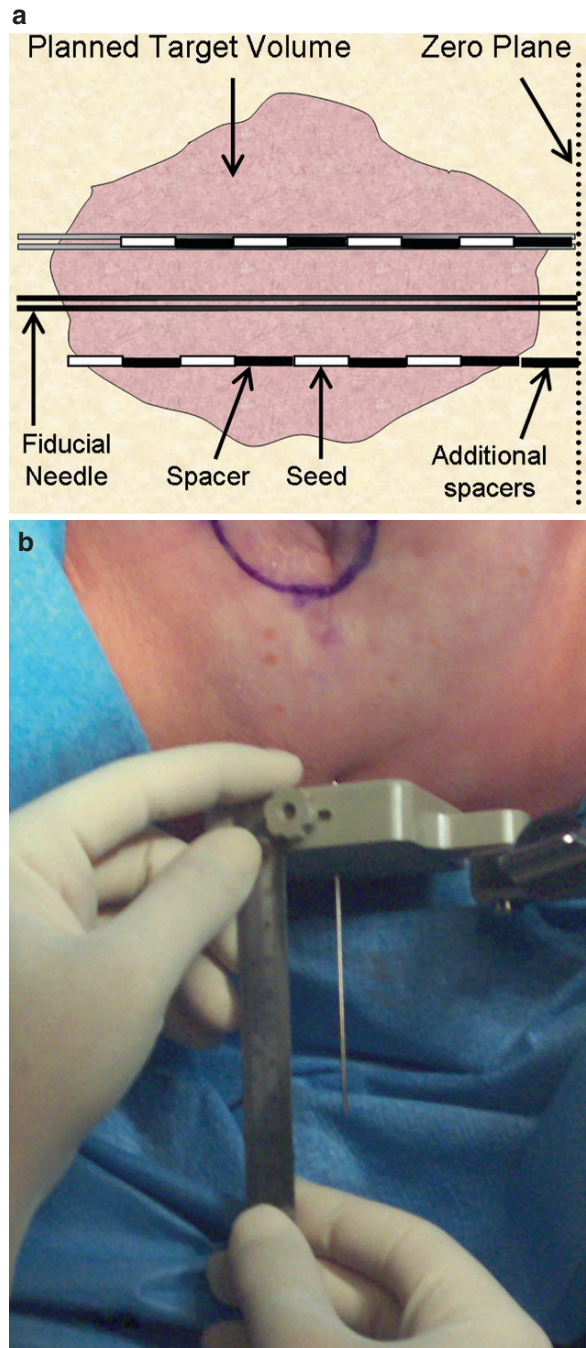 a
Planned Target Volume
Zero Plane
Fiducial
Needle
Spacer
Seed
Additional
spacers
b